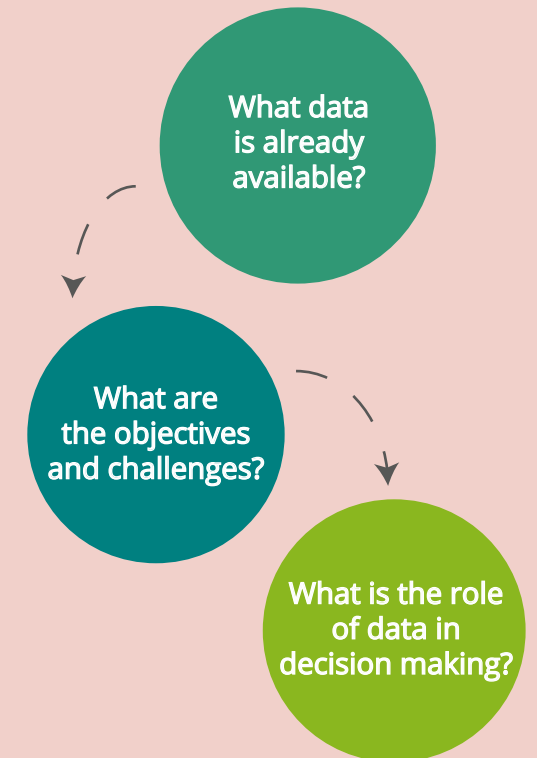 What data
is already
available?
What are
the objectives
and challenges?
What is the role
of data in
decision making?